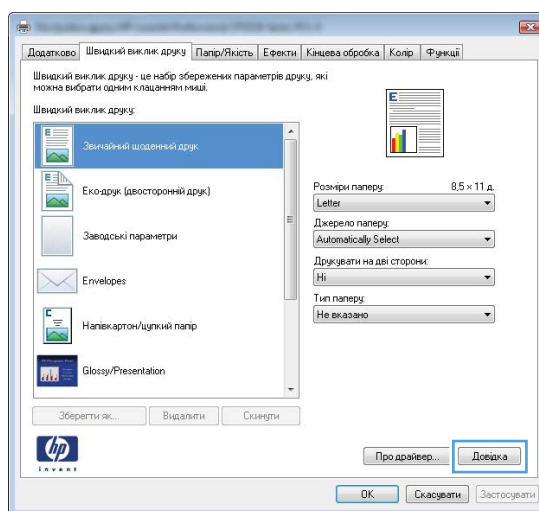 Додатково Швидкий виклик друку Папір/Якість Ефекти Кінцева обробка Колір Функції
Швидкий виклик друку - це набір збережених параметрів друку, які
можна вибрати одним клацанням миші.
Швидкий виклик друку:
Звичайний щоденний друк
Еко-друк (двосторонній друк)
Заводські параметри
Envelopes
Напівкартон/цупкий папір
Glossy/Presentation
Зберегти як... Видалити Скинути
E
Розміри паперу: 8,5 × 11 д.
Letter
Джерело паперу:
Automatically Select
Друкувати на дві сторони:
Ні
Тип паперу:
Не вказано
hp
invent
Про драйвер... Довідка
OK Скасувати Застосувати